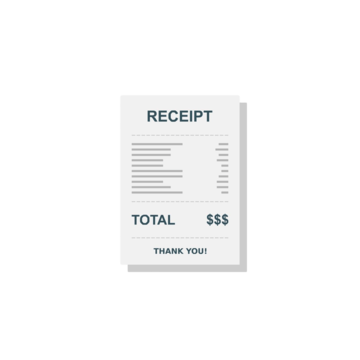 RECEIPT
TOTAL $$$
THANK YOU!